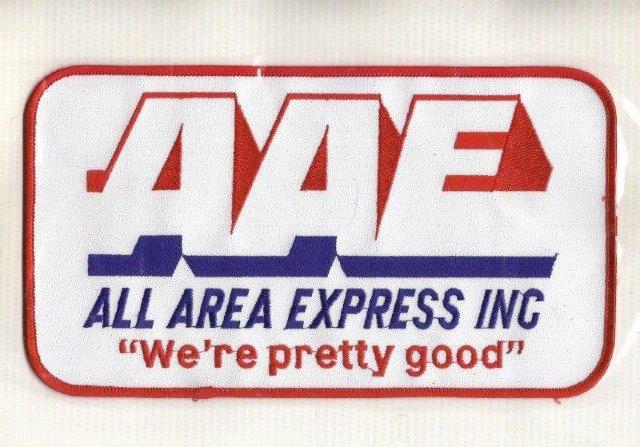 AAE
ALL AREA EXPRESS INC
"We're pretty good"